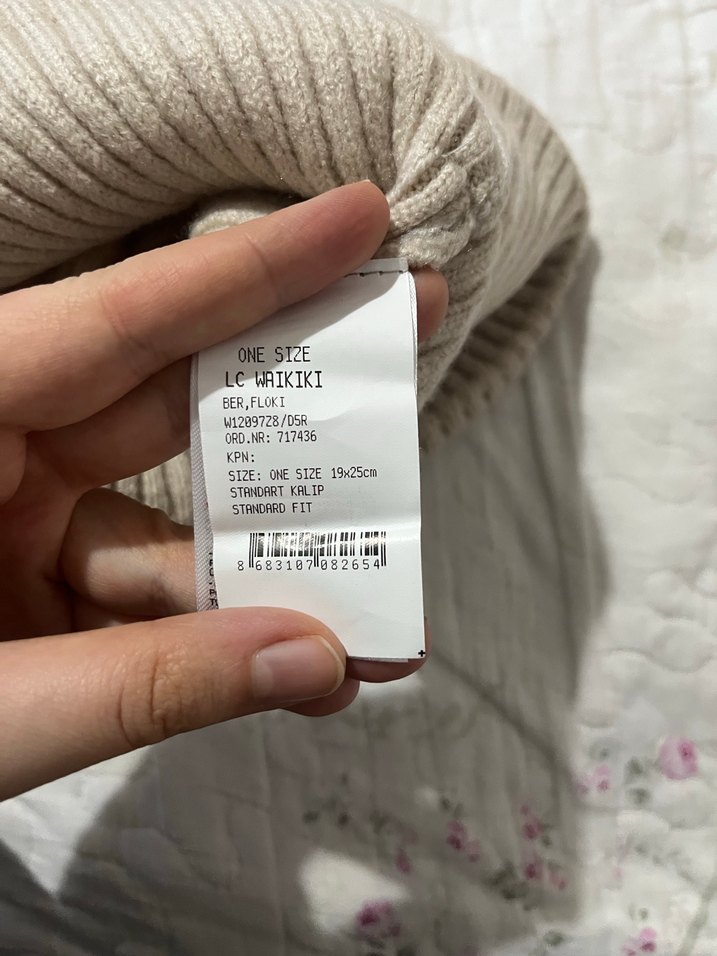 ONE SIZE
LC WAIKIKI
BER,FLOKI
W12097Z8/D5R
ORD.NR: 717436
KPN:
SIZE: ONE SIZE 19x25cm
STANDART KALIP
STANDARD FIT
8 683107 082654